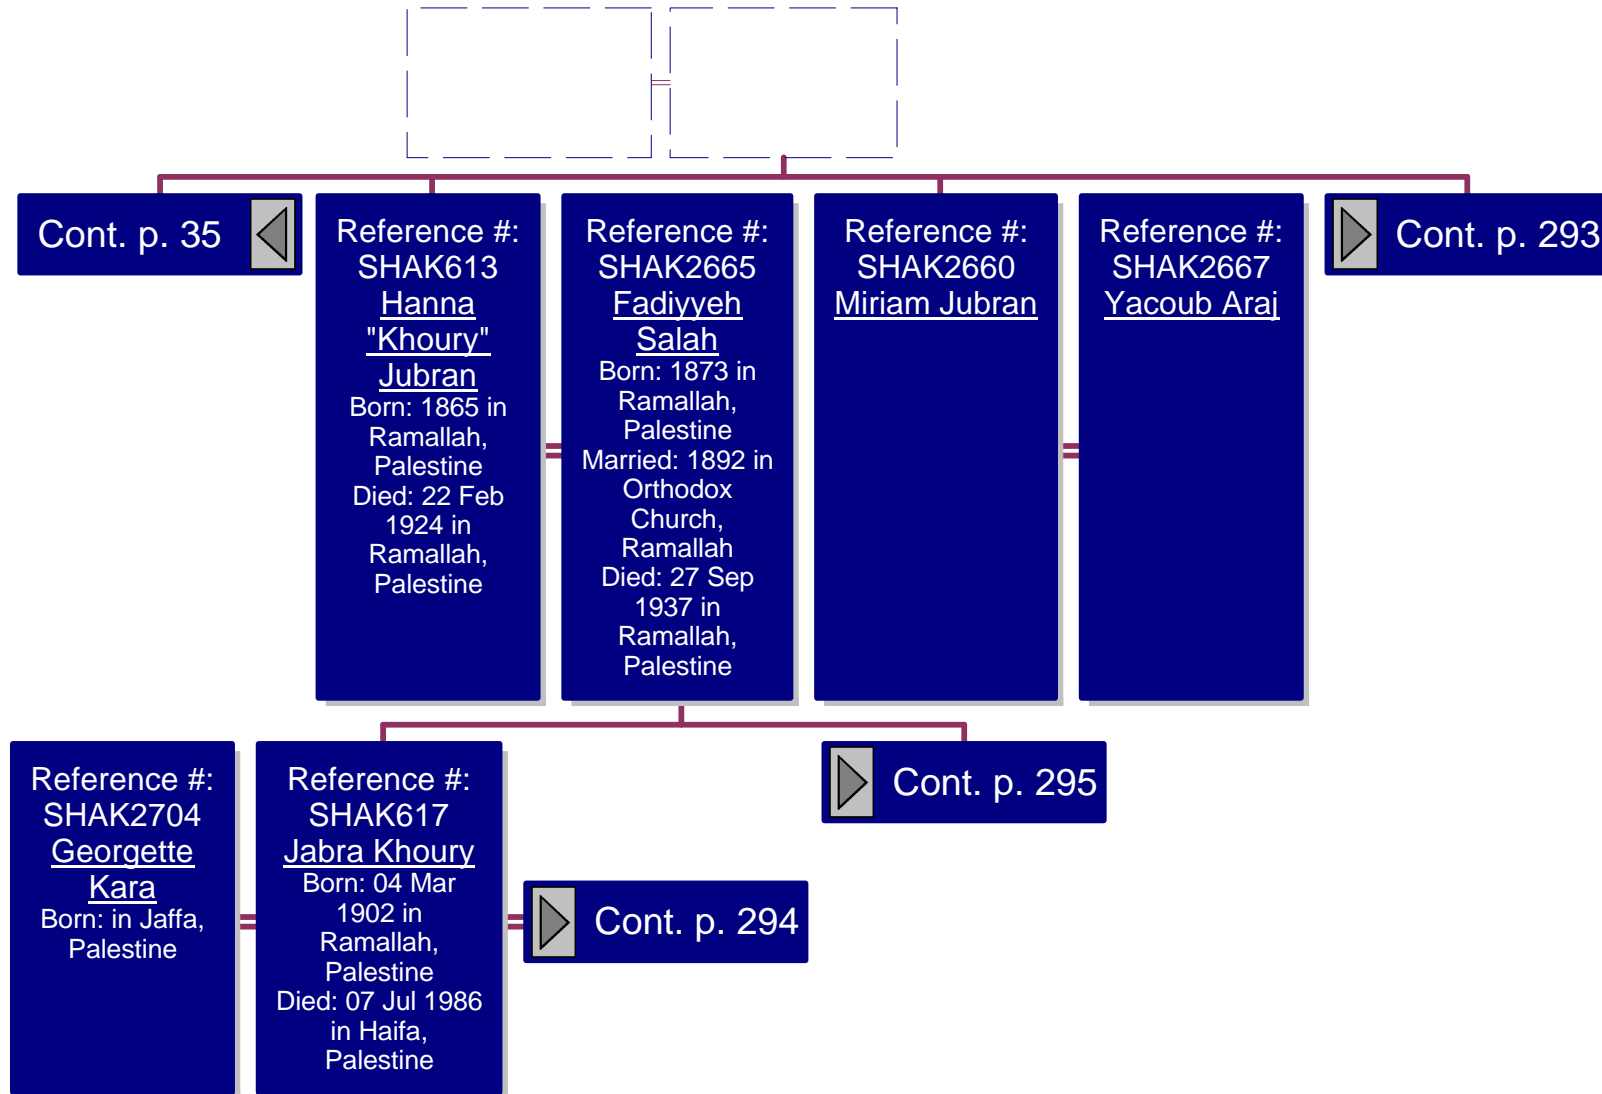 Cont. p. 35
Reference #:
SHAK613
Hanna
"Khoury"
Jubran
Born: 1865 in
Ramallah,
Palestine
Died: 22 Feb
1924 in
Ramallah,
Palestine
Reference #:
SHAK2665
Fadiyyeh
Salah
Born: 1873 in
Ramallah,
Palestine
Married: 1892 in
Orthodox
Church,
Ramallah
Died: 27 Sep
1937 in
Ramallah,
Palestine
Reference #:
SHAK2660
Miriam Jubran
Reference #:
SHAK2667
Yacoub Araj
Cont. p. 293
Reference #:
SHAK2704
Georgette
Kara
Born: in Jaffa,
Palestine
Reference #:
SHAK617
Jabra Khoury
Born: 04 Mar
1902 in
Ramallah,
Palestine
Died: 07 Jul 1986
in Haifa,
Palestine
Cont. p. 294
Cont. p. 295